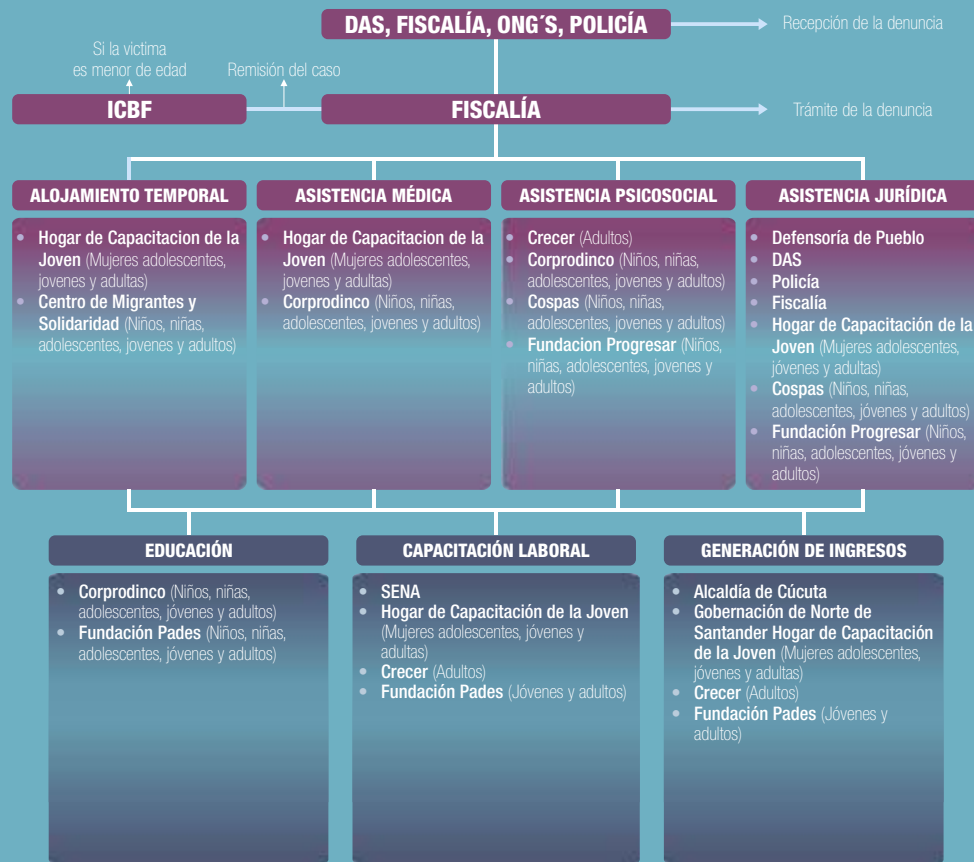 DAS, FISCALÍA, ONG´S, POLICÍA
Recepción de la denuncia
Si la victima
es menor de edad
Remisión del caso
ICBF
FISCALÍA
Trámite de la denuncia
ALOJAMIENTO TEMPORAL
• Hogar de Capacitacion de la
Joven (Mujeres adolescentes,
jovenes y adultas)
• Centro de Migrantes y
Solidaridad (Niños, niñas,
adolescentes, jovenes y adultos)
ASISTENCIA MÉDICA
• Hogar de Capacitacion de la
Joven (Mujeres adolescentes,
jovenes y adultas)
• Corprodinco (Niños, niñas,
adolescentes, jovenes y adultos)
ASISTENCIA PSICOSOCIAL
• Crecer (Adultos)
• Corprodinco (Niños, niñas,
adolescentes, jovenes y adultos)
• Cospas (Niños, niñas,
adolescentes, jovenes y adultos)
• Fundacion Progresar (Niños,
niñas, adolescentes, jovenes y
adultos)
ASISTENCIA JURÍDICA
• Defensoría de Pueblo
• DAS
• Policía
• Fiscalía
• Hogar de Capacitación de la
Joven (Mujeres adolescentes,
jóvenes y adultas)
• Cospas (Niños, niñas,
adolescentes, jóvenes y adultos)
• Fundación Progresar (Niños,
niñas, adolescentes, jóvenes y
adultos)
EDUCACIÓN
• Corprodinco (Niños, niñas,
adolescentes, jóvenes y adultos)
• Fundación Pades (Niños, niñas,
adolescentes, jóvenes y adultos)
CAPACITACIÓN LABORAL
• SENA
• Hogar de Capacitación de la Joven
(Mujeres adolescentes, jóvenes y
adultas)
• Crecer (Adultos)
• Fundación Pades (Jóvenes y adultos)
GENERACIÓN DE INGRESOS
• Alcaldía de Cúcuta
• Gobernación de Norte de
Santander Hogar de Capacitación
de la Joven (Mujeres adolescentes,
jóvenes y adultas)
• Crecer (Adultos)
• Fundación Pades (Jóvenes y
adultos)